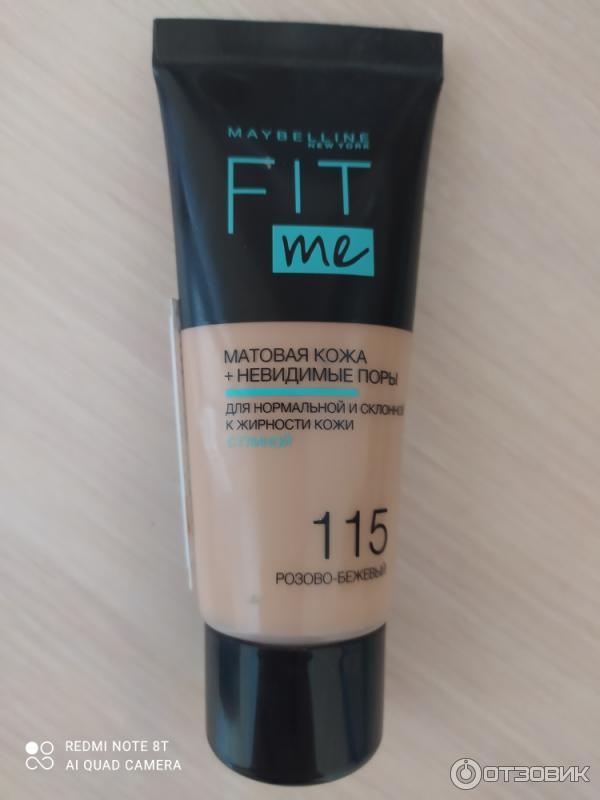 MAYBELLINE
NEW YORK
FIT
me
МАТОВАЯ КОЖА
+ НЕВИДИМЫЕ ПОРЫ
ДЛЯ НОРМАЛЬНОЙ И СКЛОННОЙ
К ЖИРНОСТИ КОЖИ
С ГЛИНОЙ
115
РОЗОВО-БЕЖЕВЫЙ
REDMI NOTE 8T
AI QUAD CAMERA
ОТЗОВИК